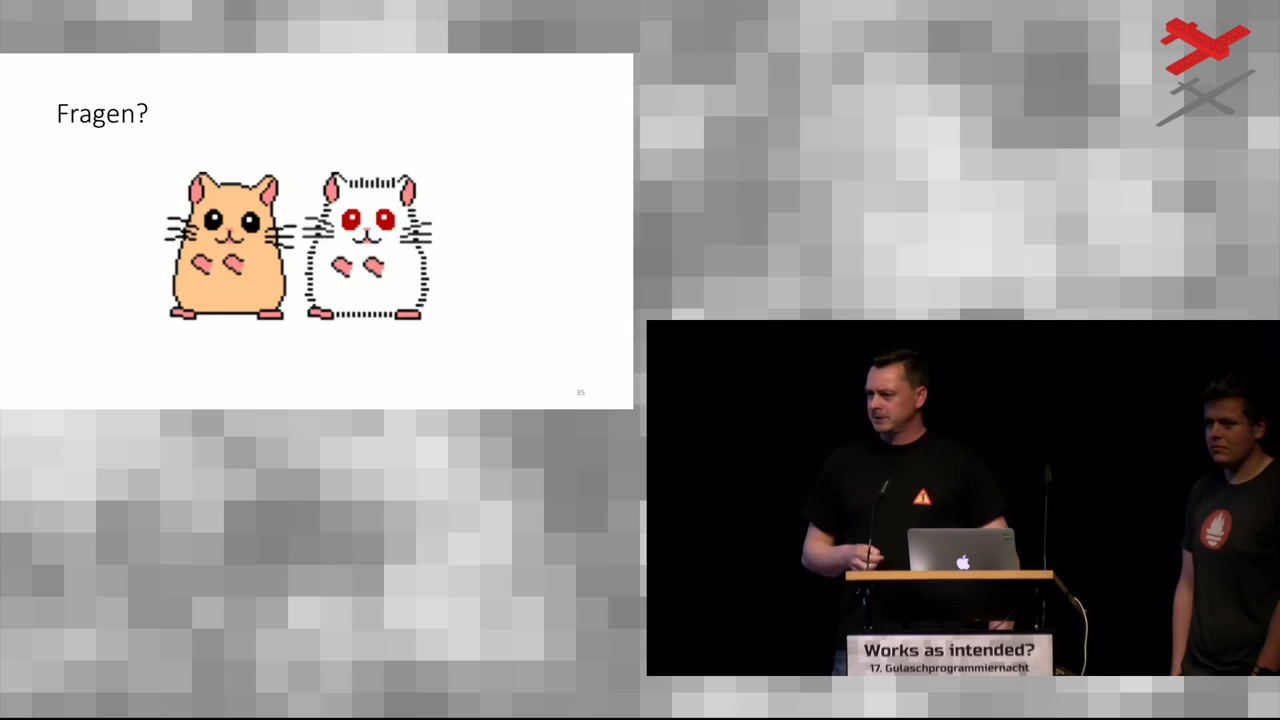 Fragen?
35
Works as intended?
17. Gulaschprogrammiernacht